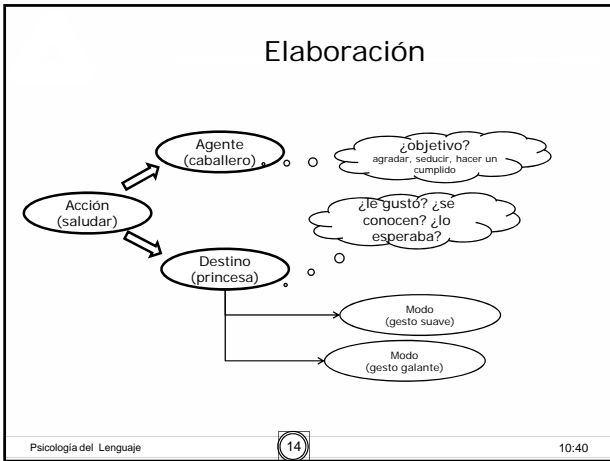 Elaboración
Agente
(caballero)
¿objetivo?
agradar, seducir, hacer un
cumplido
Acción
(saludar)
¿le gustó? ¿se
conocen? ¿lo
esperaba?
Destino
(princesa)
Modo
(gesto suave)
Modo
(gesto galante)
Psicología del Lenguaje
14
10:40